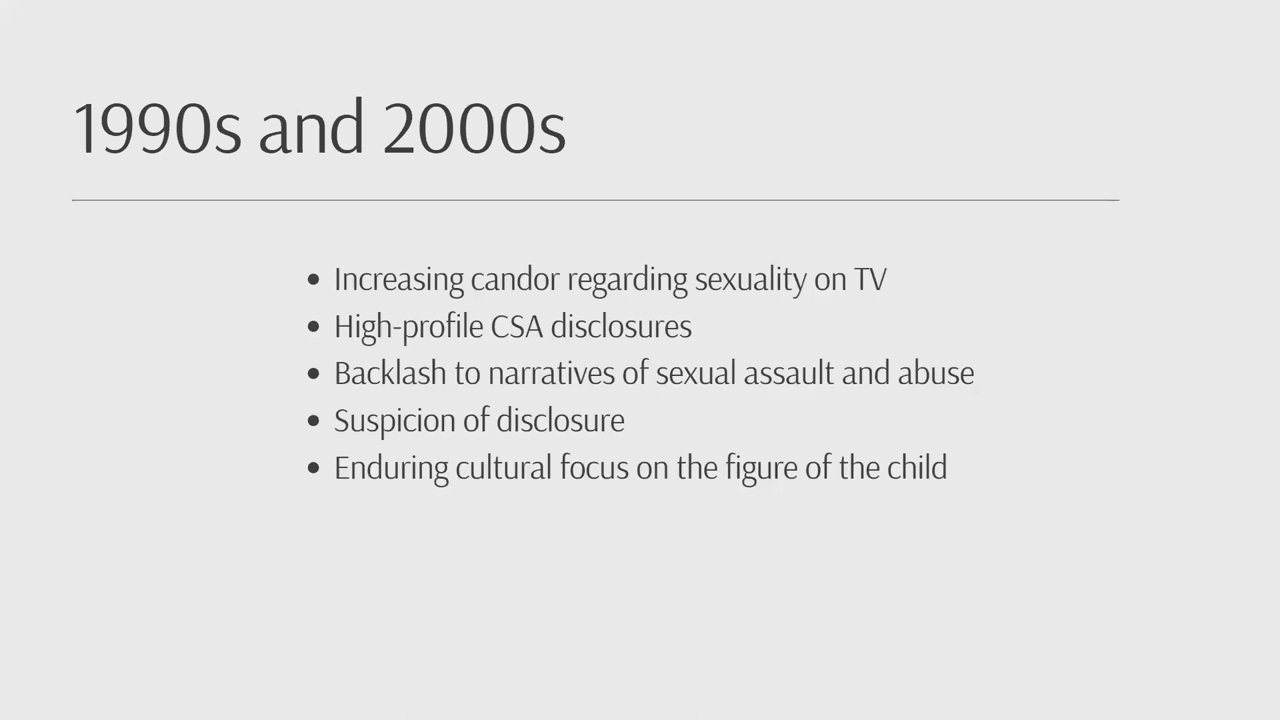 1990s and 2000s
• Increasing candor regarding sexuality on TV
• High-profile CSA disclosures
• Backlash to narratives of sexual assault and abuse
• Suspicion of disclosure
• Enduring cultural focus on the figure of the child